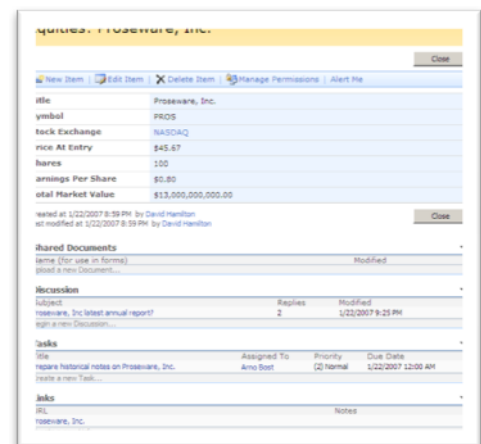 quities: Proseware, Inc.
Close
New Item | Edit Item | Delete Item | Manage Permissions | Alert Me
itle Proseware, Inc.
ymbol PROS
tock Exchange NASDAQ
rice At Entry $45.67
hares 100
arnings Per Share $0.80
otal Market Value $13,000,000,000.00
reated at 1/22/2007 8:59 PM by David Hamilton
ast modified at 1/22/2007 8:59 PM by David Hamilton
Close
hared Documents
ame (for use in forms) Modified
pload a new Document...
iscussion
ubject Replies Modified
roseware, Inc latest annual report? 2 1/22/2007 9:25 PM
egin a new Discussion...
asks
itle Assigned To Priority Due Date
repare historical notes on Proseware, Inc. Arno Bost (2) Normal 1/22/2007 12:00 AM
reate a new Task...
inks
URL Notes
roseware, Inc.